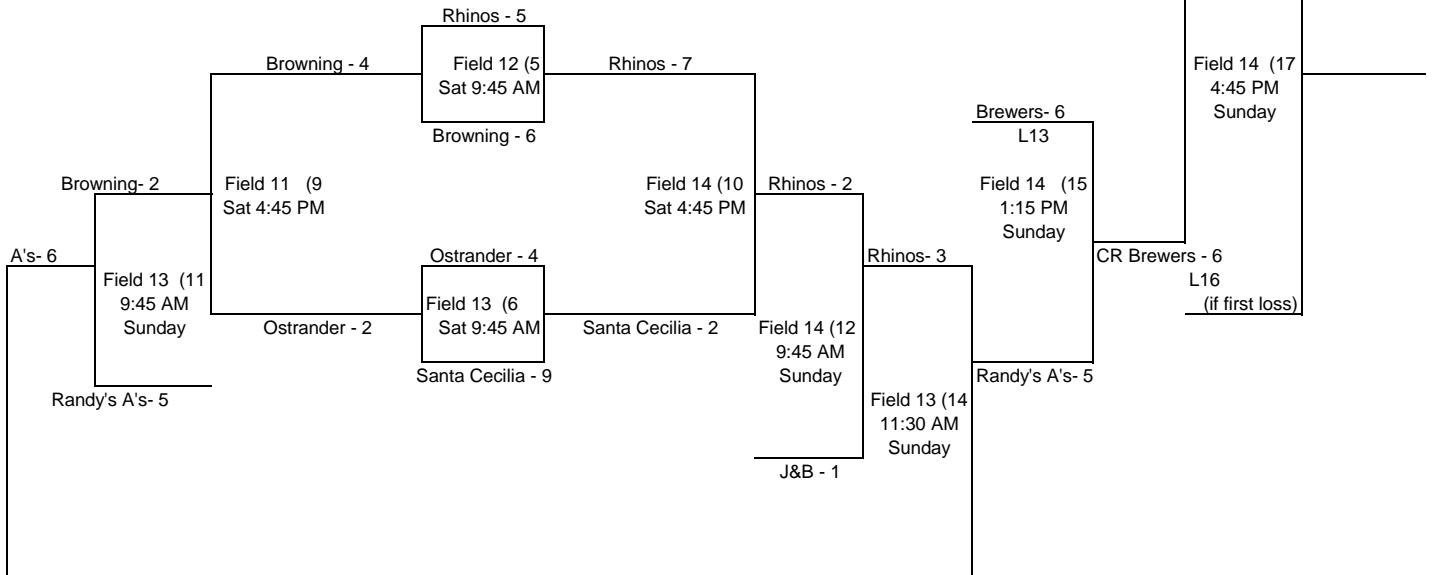 Rhinos - 5
Browning - 4
Field 12 (5
Rhinos - 7
Field 14 (17
Sat 9:45 AM
4:45 PM
Sunday
Brewers- 6
Browning - 6
L13
Browning- 2
Field 11 (9
Field 14 (10
Rhinos - 2
Field 14 (15
Sat 4:45 PM
Sat 4:45 PM
1:15 PM
Sunday
A's- 6
Ostrander - 4
Rhinos- 3
CR Brewers - 6
Field 13 (11
L16
9:45 AM
Field 13 (6
(if first loss)
Sunday
Ostrander - 2
Sat 9:45 AM
Santa Cecilia - 2
Field 14 (12
9:45 AM
Santa Cecilia - 9
Sunday
Randy's A's- 5
Randy's A's- 5
Field 13 (14
11:30 AM
Sunday
J&B - 1